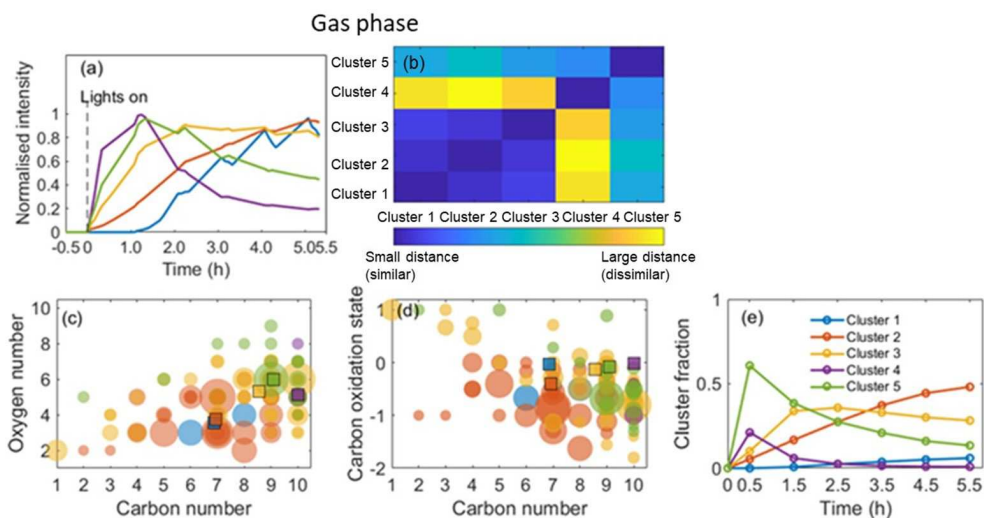 Gas phase
(a)
Lights on
Normalised intensity
1
0.8
0.6
0.4
0.2
0
-0.5 0 1.0 2.0 3.0 4.0 5.05.5
Time (h)
(b)
Cluster 5
Cluster 4
Cluster 3
Cluster 2
Cluster 1
Cluster 1 Cluster 2 Cluster 3 Cluster 4 Cluster 5
Small distance
(similar)
Large distance
(dissimilar)
(c)
Oxygen number
10
8
6
4
2
1 2 3 4 5 6 7 8 9 10
Carbon number
(d)
Carbon oxidation state
1
0
-1
-2
1 2 3 4 5 6 7 8 9 10
Carbon number
(e)
Cluster fraction
1
0.5
0
Cluster 1
Cluster 2
Cluster 3
Cluster 4
Cluster 5
0 0.5 1.5 2.5 3.5 4.5 5.5
Time (h)